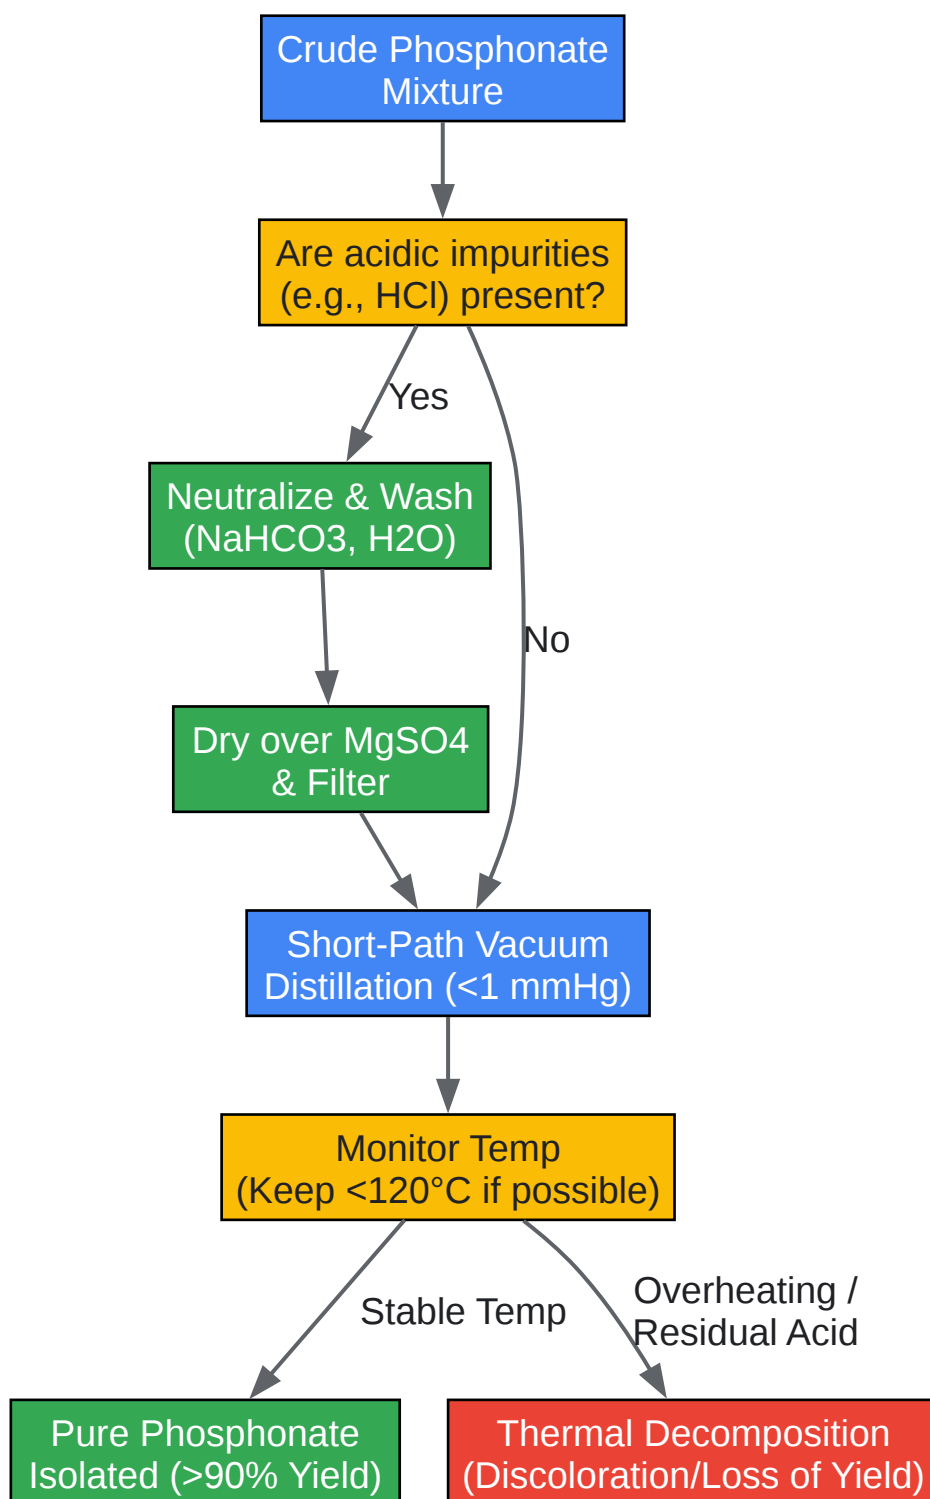 Crude Phosphonate
Mixture
Are acidic impurities
(e.g., HCl) present?
Yes
Neutralize & Wash
(NaHCO3, H2O)
No
Dry over MgSO4
& Filter
Short-Path Vacuum
Distillation (<1 mmHg)
Monitor Temp
(Keep <120°C if possible)
Stable Temp
Overheating /
Residual Acid
Pure Phosphonate
Isolated (>90% Yield)
Thermal Decomposition
(Discoloration/Loss of Yield)